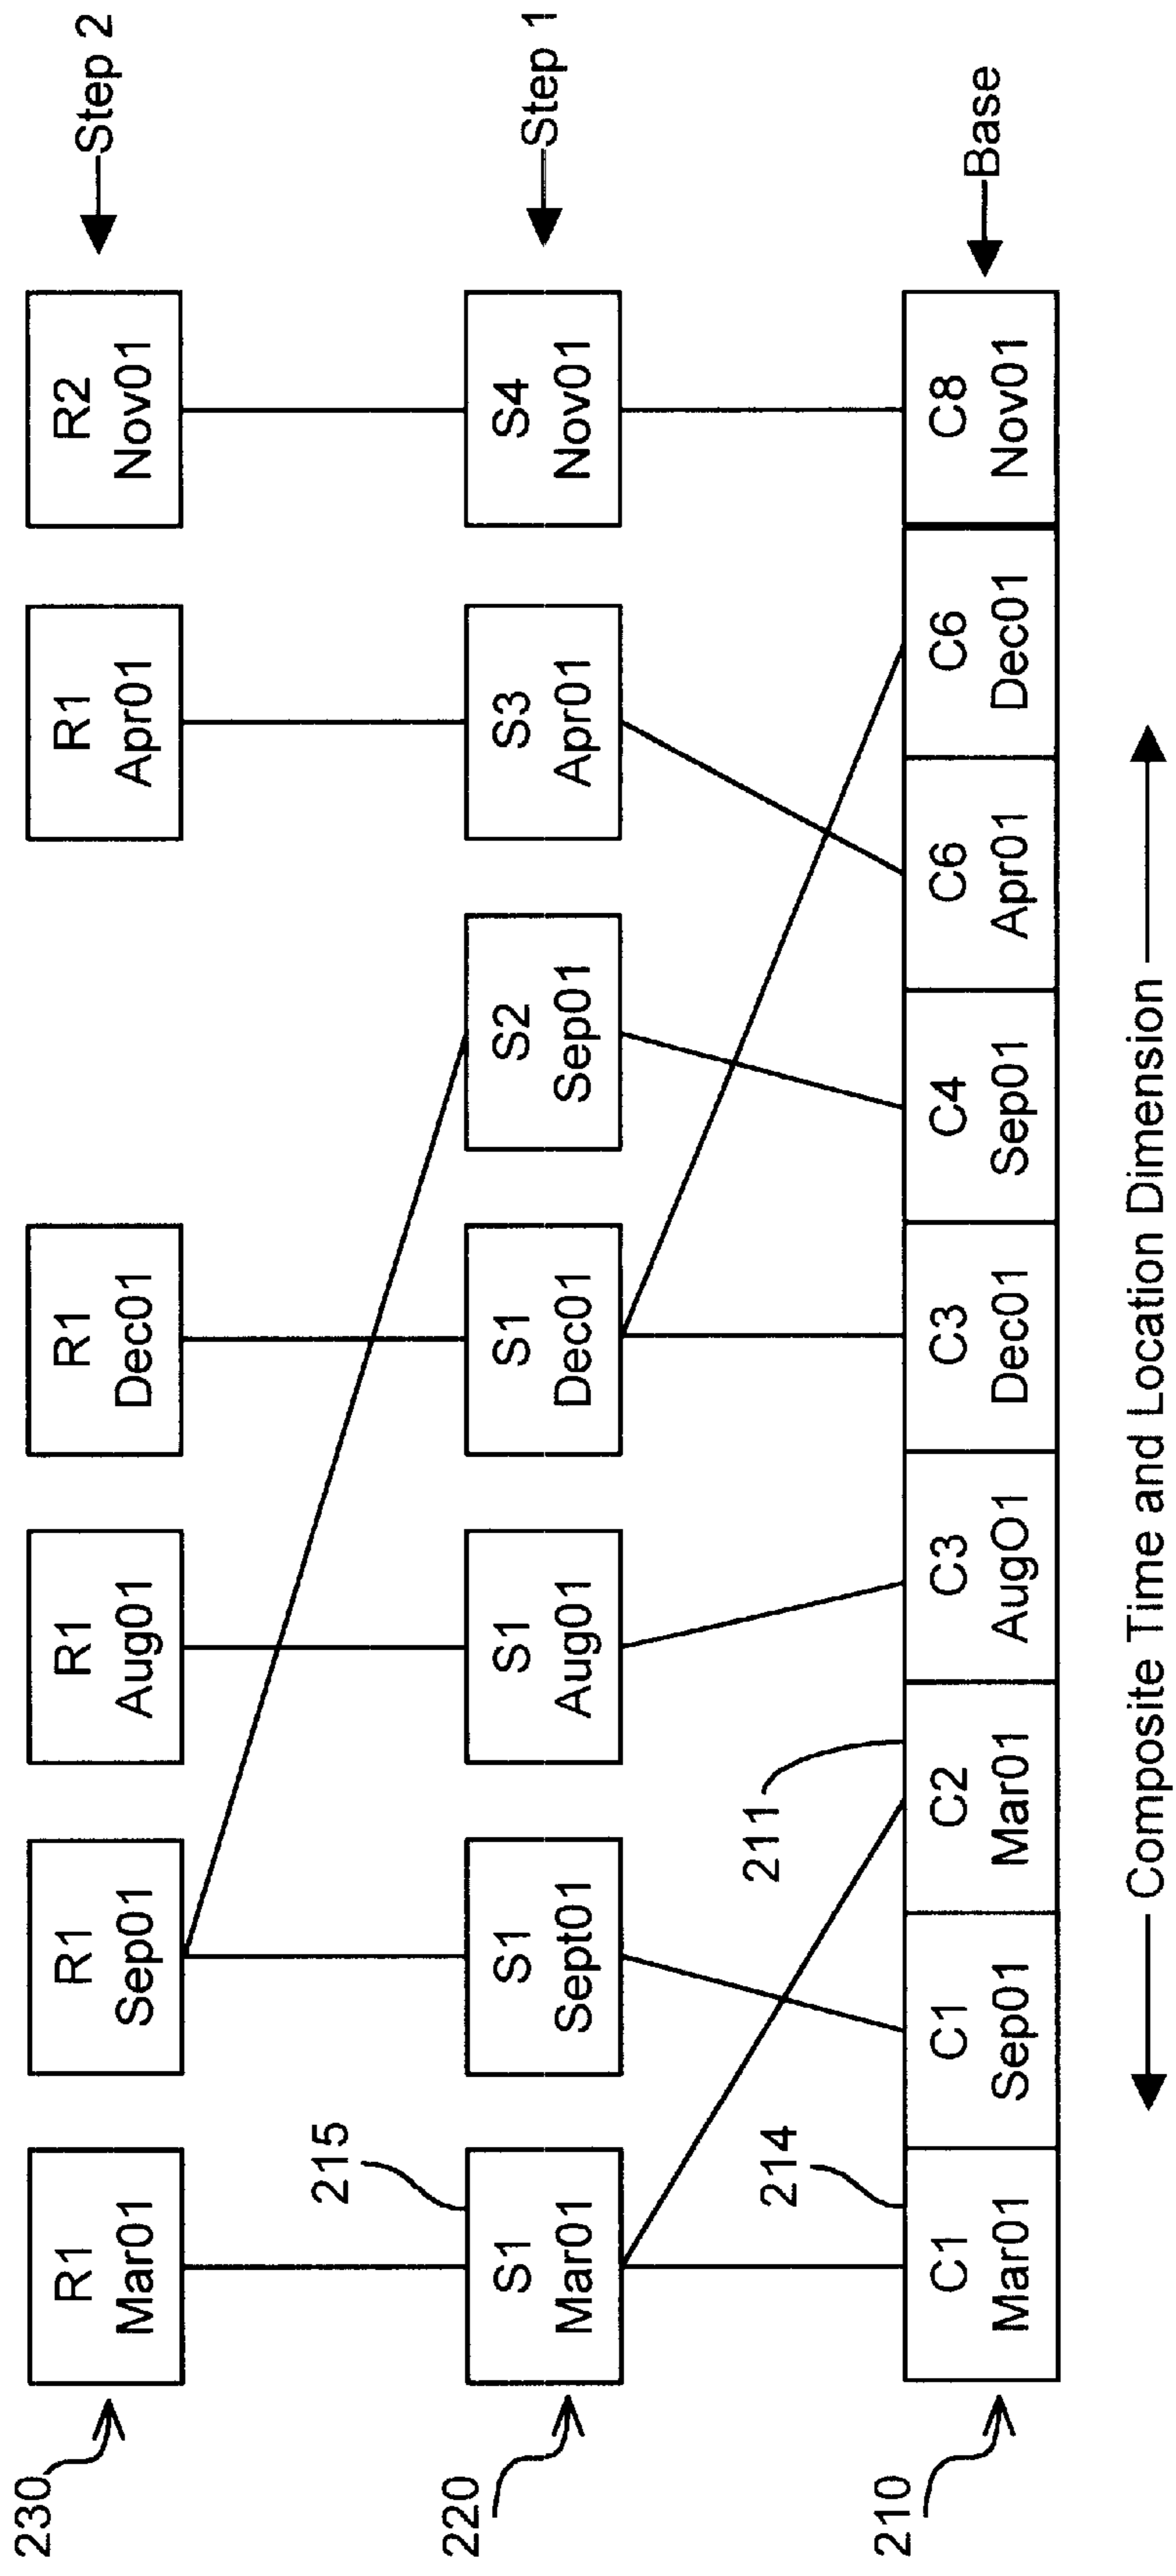 230
R1
Mar01
R1
Sep01
R1
Aug01
R1
Dec01
R1
Apr01
R2
Nov01
Step 2
215
220
S1
Mar01
S1
Sept01
S1
Aug01
S1
Dec01
S2
Sep01
S3
Apr01
S4
Nov01
Step 1
214
211
210
C1
Mar01
C1
Sep01
C2
Mar01
C3
AugO1
C3
Dec01
C4
Sep01
C6
Apr01
C6
Dec01
C8
Nov01
Base
Composite Time and Location Dimension